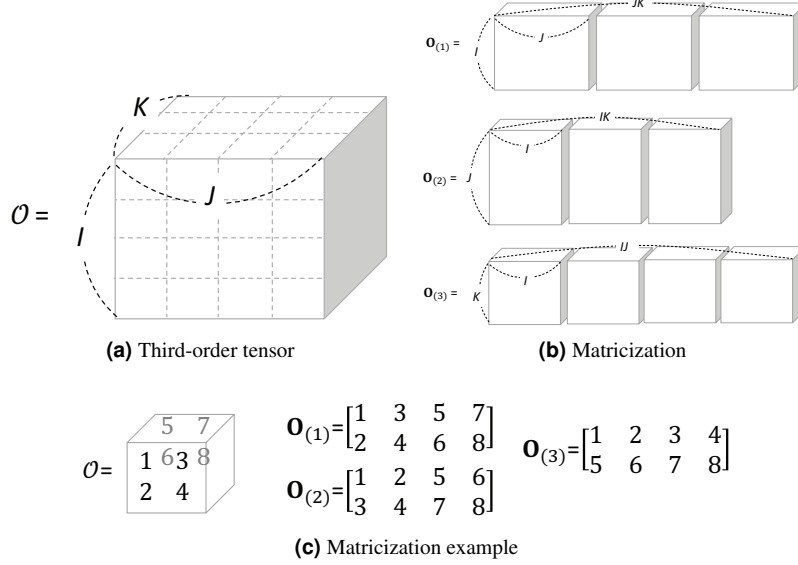 K
J
I
𝒪 =
(a) Third-order tensor
JK
J
I
O(1) =
IK
I
J
O(2) =
IJ
I
K
O(3) =
(b) Matricization
𝒪=
5 7
1 6 3 8
2 4
O(1)=[1 3 5 7
2 4 6 8]
O(2)=[1 2 5 6
3 4 7 8]
O(3)=[1 2 3 4
5 6 7 8]
(c) Matricization example